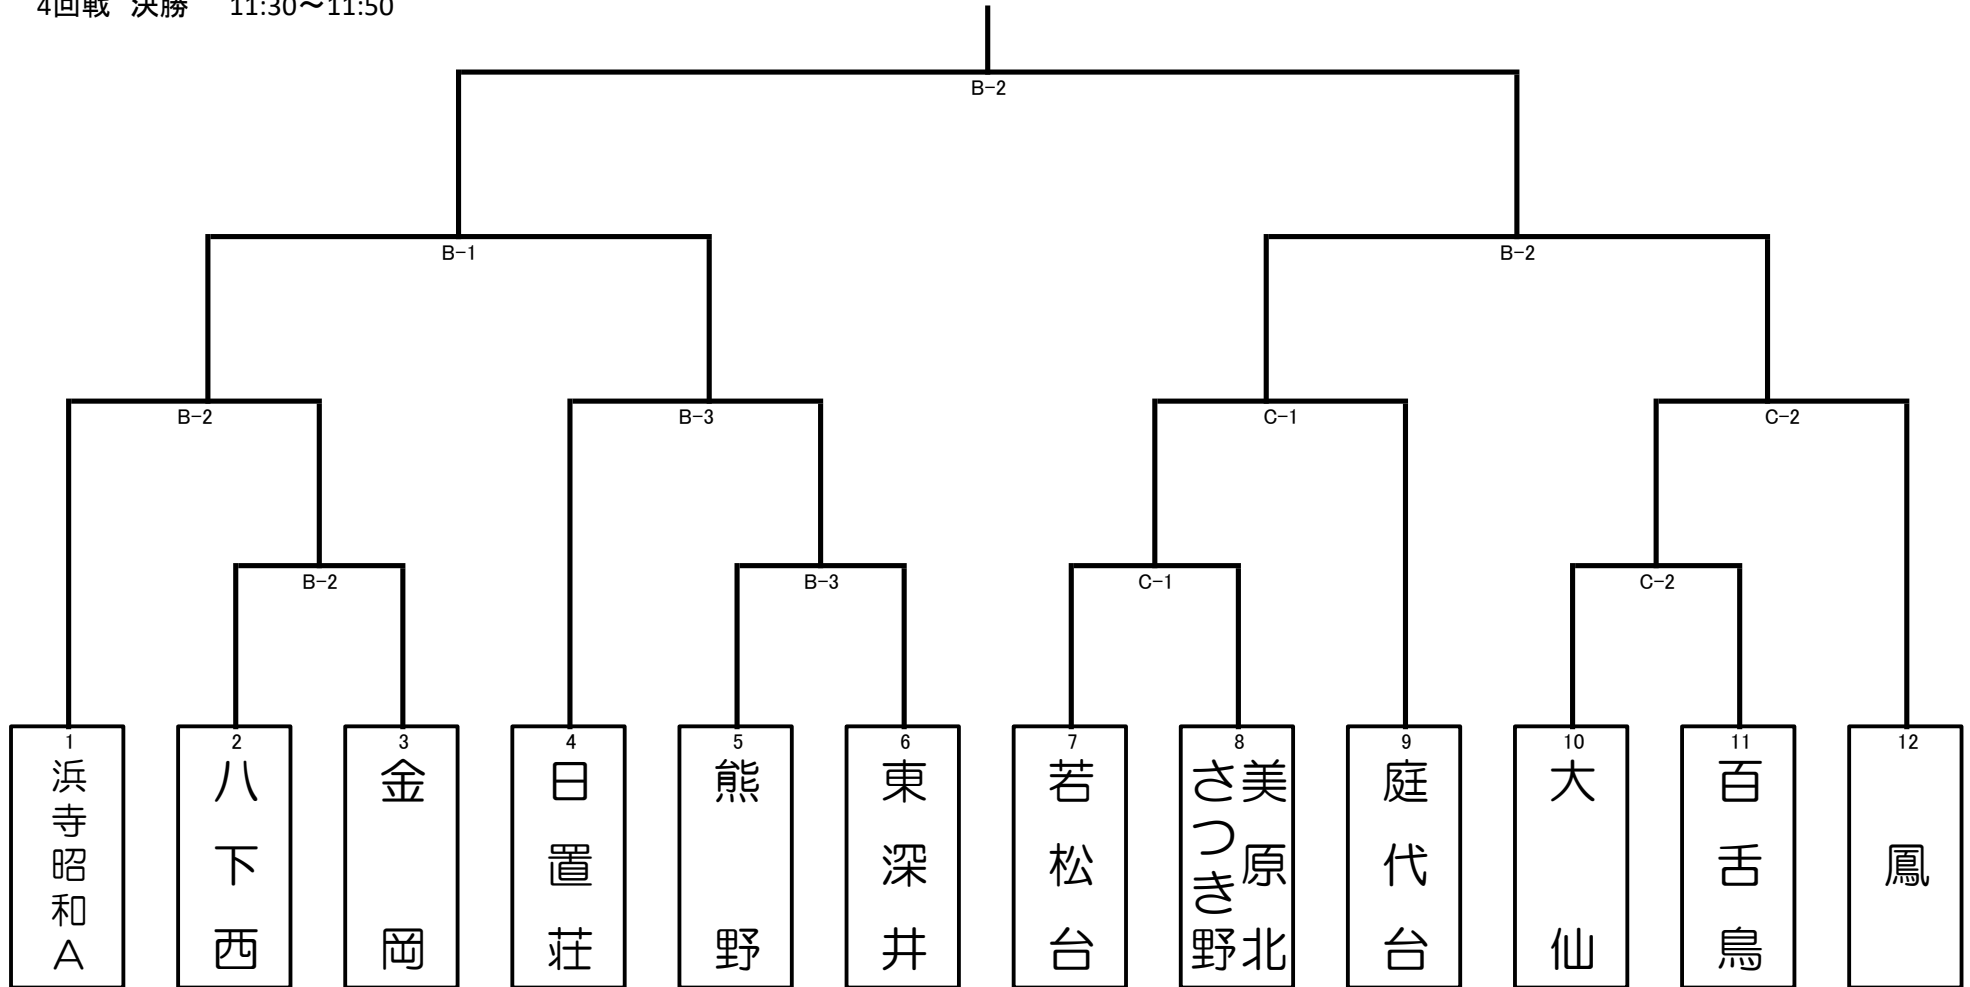 4回戦 決勝 11:30～11:50
B-2
B-1
B-2
B-2
B-3
C-1
C-2
B-2
B-3
C-1
C-2
1
浜寺昭和A
2
八下西
3
金岡
4
日置荘
5
熊野
6
東深井
7
若松台
8
美原北
さつき野
9
庭代台
10
大仙
11
百舌鳥
12
鳳